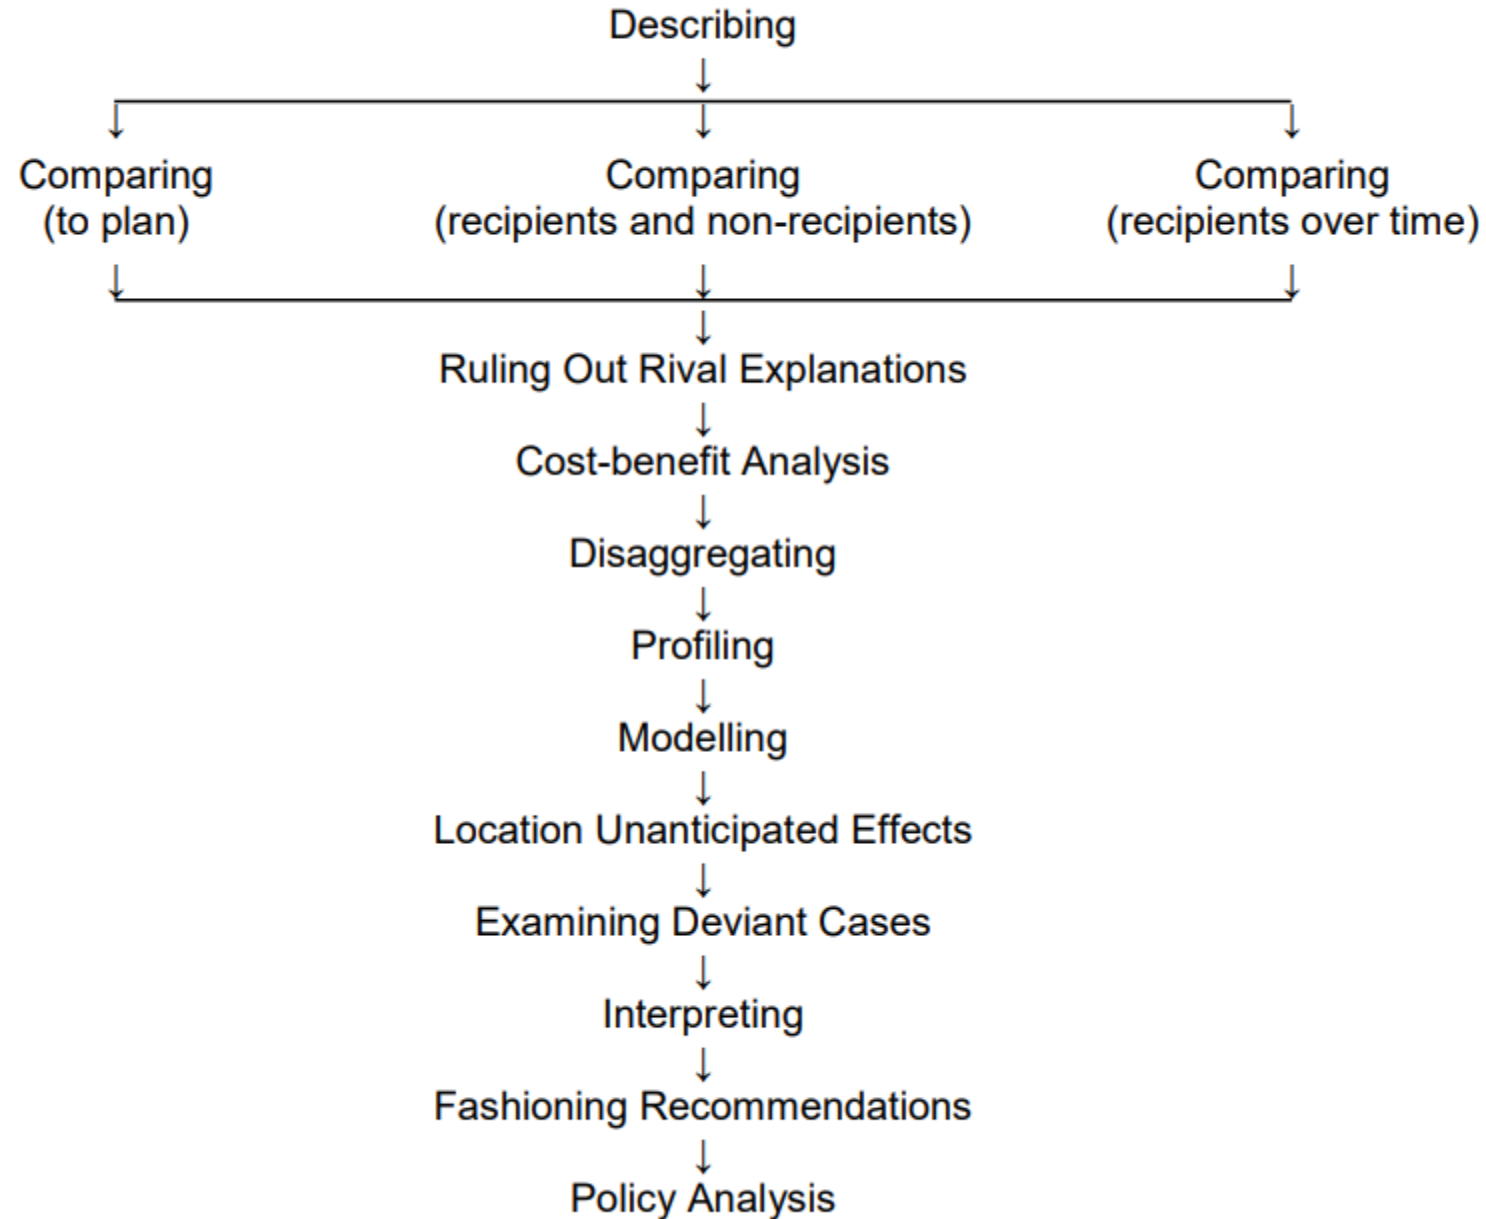 Describing
Comparing
(to plan)
Comparing
(recipients and non-recipients)
Comparing
(recipients over time)
Ruling Out Rival Explanations
Cost-benefit Analysis
Disaggregating
Profiling
Modelling
Location Unanticipated Effects
Examining Deviant Cases
Interpreting
Fashioning Recommendations
Policy Analysis